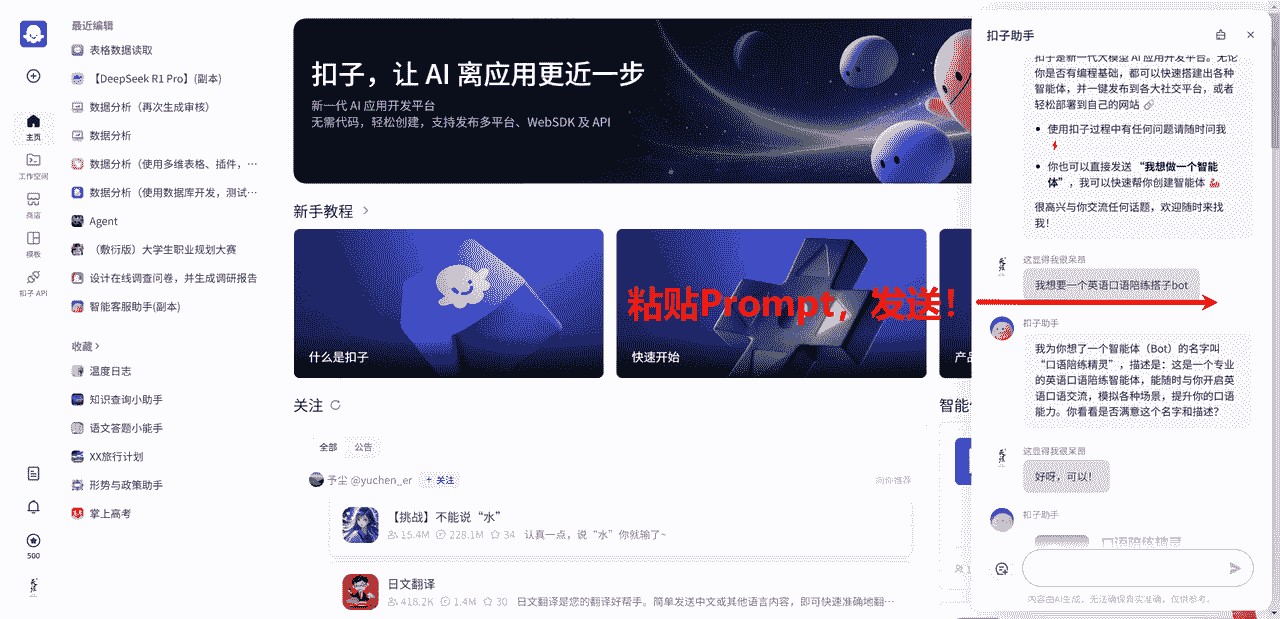 主页
工作空间
商店
模板
扣子 API
500
最近编辑
表格数据读取
【DeepSeek R1 Pro】(副本)
数据分析（再次生成审核）
数据分析
数据分析（使用多维表格、插件，···
数据分析（使用数据库开发，测试···
Agent
（敷衍版）大学生职业规划大赛
设计在线调查问卷，并生成调研报告
智能客服助手(副本)
收藏
温度日志
知识查询小助手
语文答题小能手
XX旅行计划
形势与政策助手
掌上高考
扣子，让 AI 离应用更近一步
新一代 AI 应用开发平台
无需代码，轻松创建，支持发布多平台、WebSDK 及 API
新手教程
什么是扣子
快速开始
粘贴Prompt，发送！
关注
智能
全部 公告
予尘 @yuchen_er + 关注
向你推荐
【挑战】不能说“水”
15.4M 228.1M 34 认真一点，说“水”你就输了~
日文翻译
418.2K 1.4M 30 日文翻译是您的翻译好帮手。简单发送中文或其他语言内容，即可快速准确地翻···
扣子助手
扣子是新一代大模型 AI 应用开发平台。无论
你是否有编程基础，都可以快速搭建出各种
智能体，并一键发布到各大社交平台，或者
轻松部署到自己的网站
使用扣子过程中有任何问题请随时问我
你也可以直接发送 “我想做一个智能
体”，我可以快速帮你创建智能体
很高兴与你交流任何话题，欢迎随时来找
我！
这显得我很呆昂
我想要一个英语口语陪练搭子bot
扣子助手
我为你想了一个智能体（Bot）的名字叫
“口语陪练精灵”，描述是：这是一个专业
的英语口语陪练智能体，能随时与你开启英
语口语交流，模拟各种场景，提升你的口语
能力。你看看是否满意这个名字和描述？
这显得我很呆昂
好呀，可以！
扣子助手
口语陪练精灵
内容由AI生成，无法确保真实准确，仅供参考。